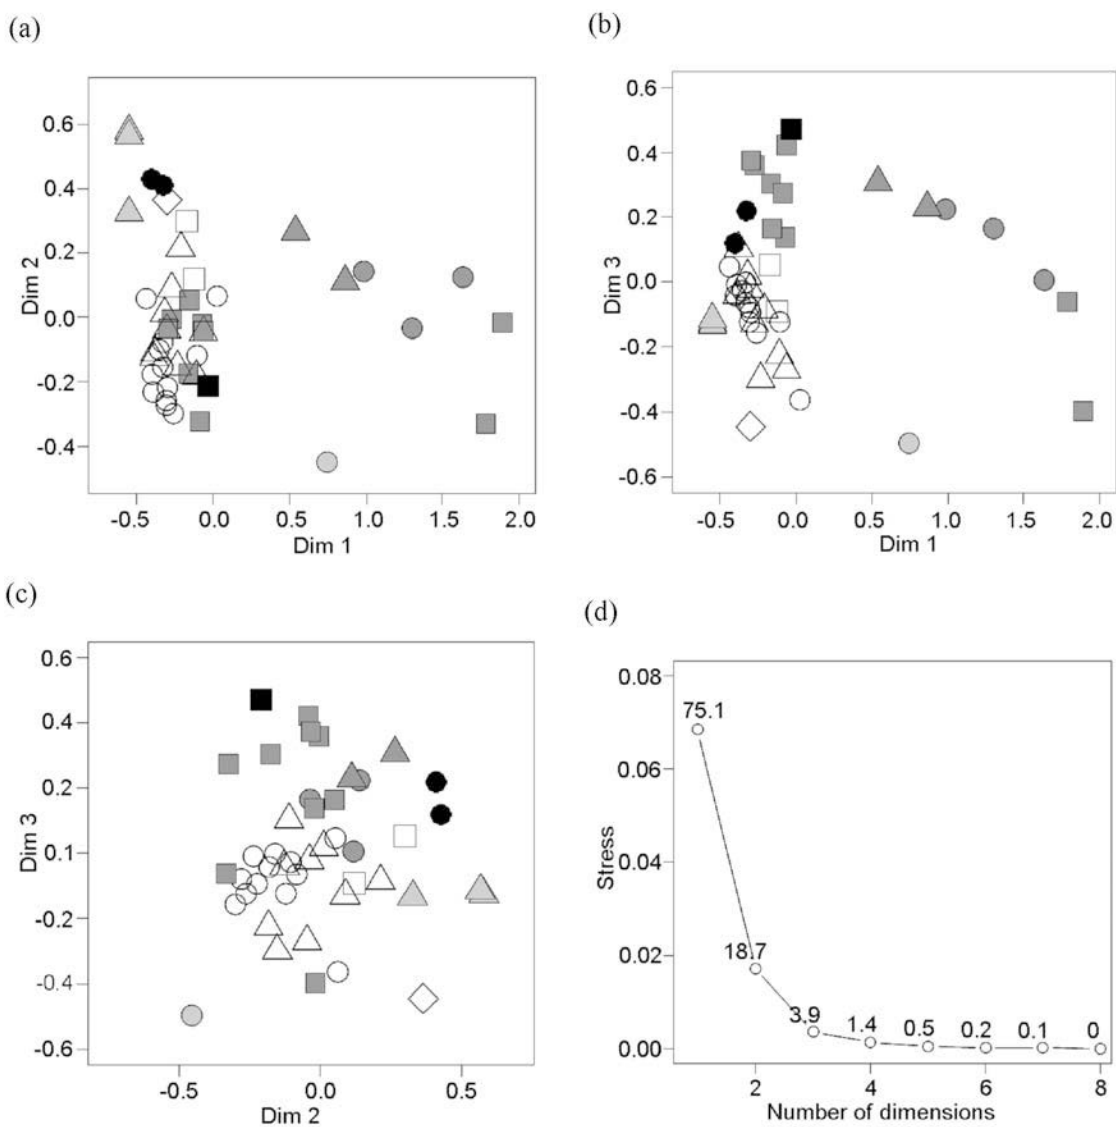 (a)
Dim 2
0.6
0.4
0.2
0.0
-0.2
-0.4
-0.5 0.0 0.5 1.0 1.5 2.0
Dim 1
(b)
Dim 3
0.6
0.4
0.2
0.0
-0.2
-0.4
-0.6
-0.5 0.0 0.5 1.0 1.5 2.0
Dim 1
(c)
Dim 3
0.6
0.4
0.2
0.1
-0.2
-0.4
-0.6
-0.5 0.0 0.5
Dim 2
(d)
Stress
0.08
0.06
0.04
0.02
0.00
75.1
18.7
3.9
1.4
0.5
0.2
0.1
0
2 4 6 8
Number of dimensions